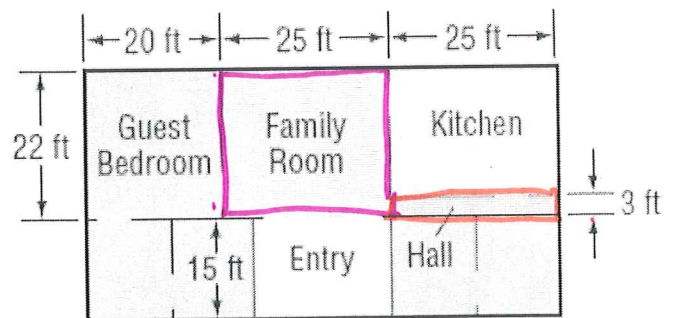 20 ft 25 ft 25 ft
22 ft
Guest
Bedroom
Family
Room
Kitchen
3 ft
15 ft
Entry
Hall